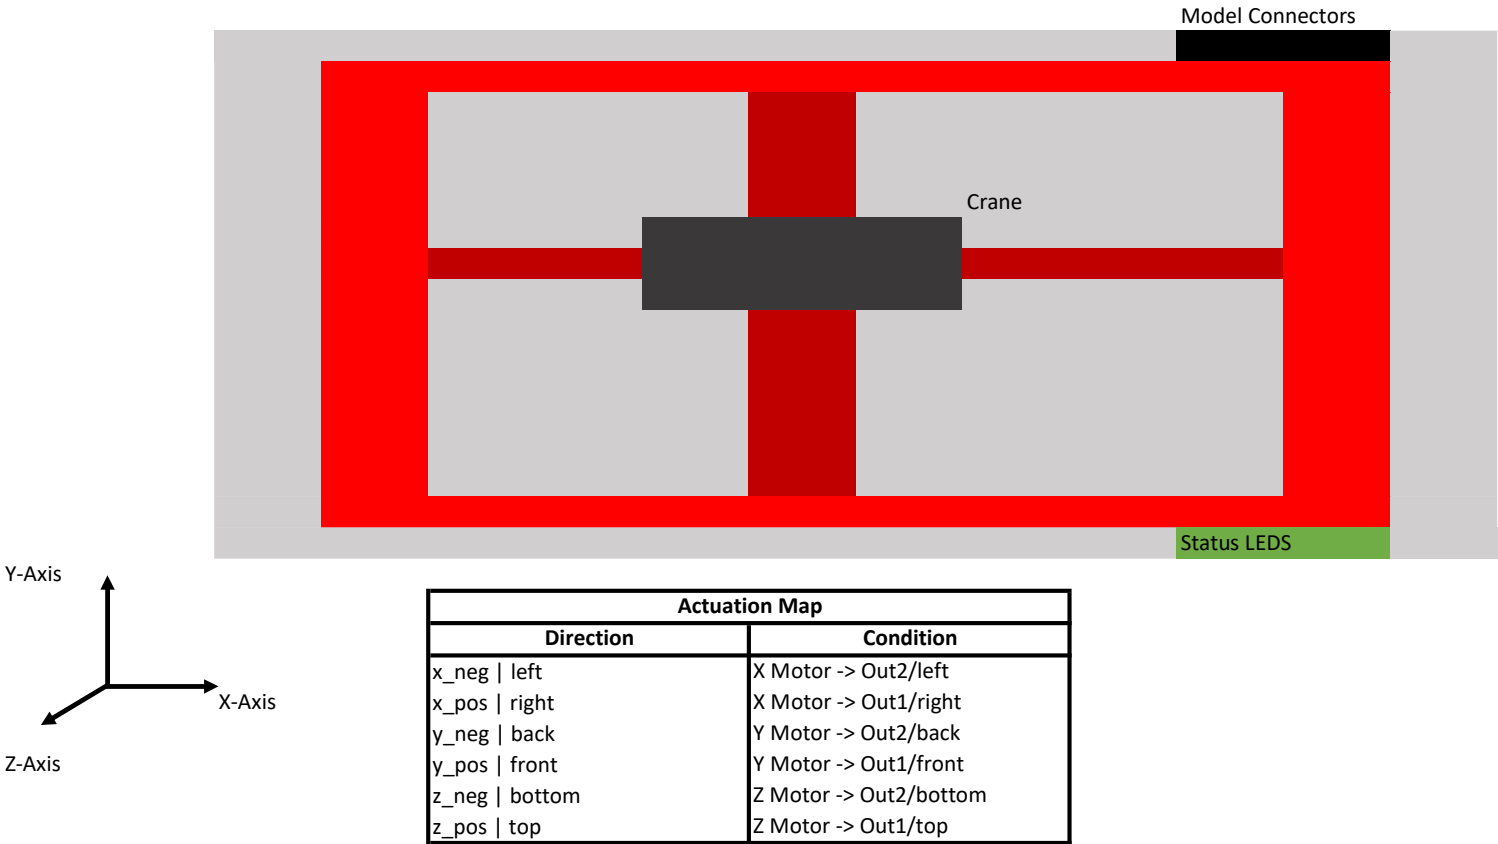 Model Connectors
Crane
Status LEDS
Y-Axis
X-Axis
Z-Axis
Actuation Map
Direction Condition
x_neg | left X Motor -> Out2/left
x_pos | right X Motor -> Out1/right
y_neg | back Y Motor -> Out2/back
y_pos | front Y Motor -> Out1/front
z_neg | bottom Z Motor -> Out2/bottom
z_pos | top Z Motor -> Out1/top